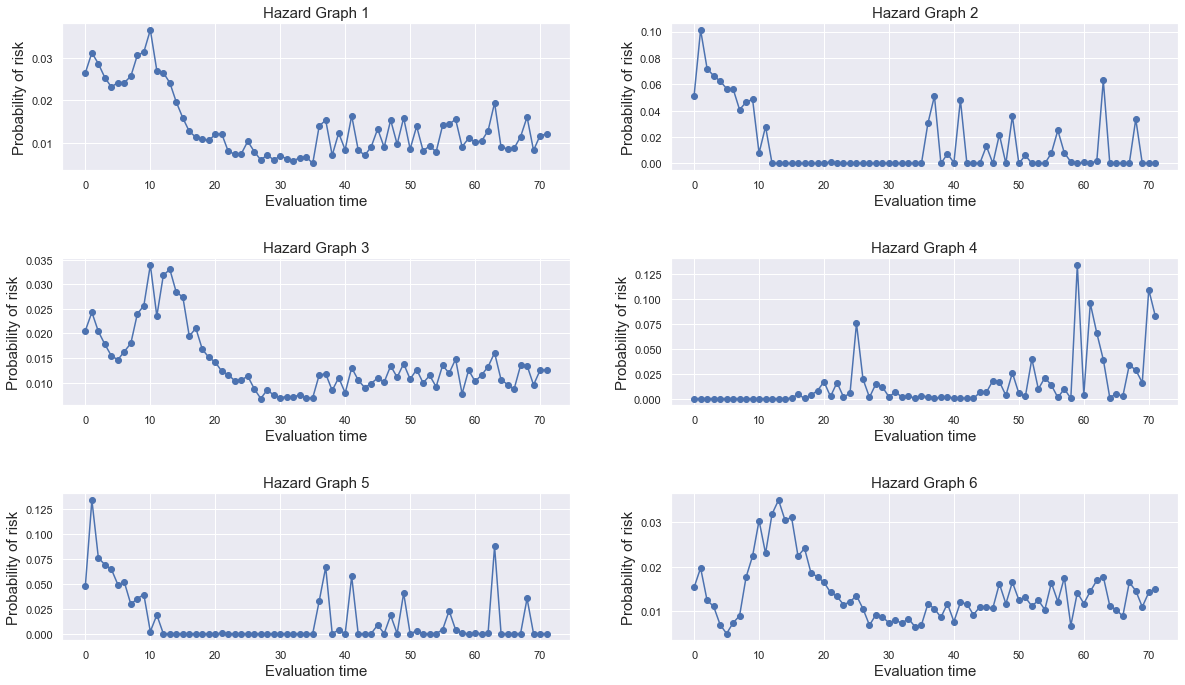 Hazard Graph 1
Probability of risk
0.03
0.02
0.01
0 10 20 30 40 50 60 70
Evaluation time
Hazard Graph 2
Probability of risk
0.10
0.08
0.06
0.04
0.02
0.00
0 10 20 30 40 50 60 70
Evaluation time
Hazard Graph 3
Probability of risk
0.035
0.030
0.025
0.020
0.015
0.010
0 10 20 30 40 50 60 70
Evaluation time
Hazard Graph 4
Probability of risk
0.125
0.100
0.075
0.050
0.025
0.000
0 10 20 30 40 50 60 70
Evaluation time
Hazard Graph 5
Probability of risk
0.125
0.100
0.075
0.050
0.025
0.000
0 10 20 30 40 50 60 70
Evaluation time
Hazard Graph 6
Probability of risk
0.03
0.02
0.01
0 10 20 30 40 50 60 70
Evaluation time